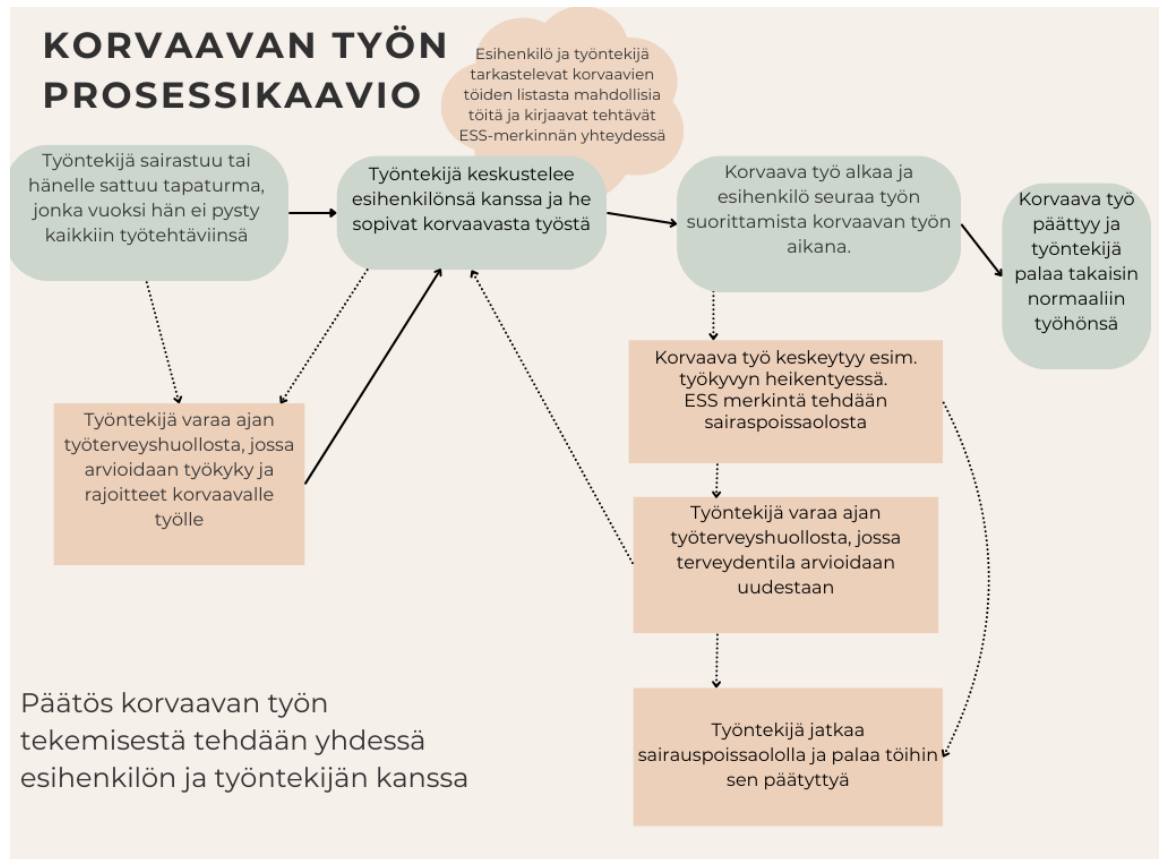 KORVAAVAN TYÖN
PROSESSIKAAVIO
Esihenkilö ja työntekijä
tarkastelevat korvaavien
töiden listasta mahdollisia
töitä ja kirjaavat tehtävät
ESS-merkinnän yhteydessä
Työntekijä sairastuu tai
hänelle sattuu tapaturma,
jonka vuoksi hän ei pysty
kaikkiin työtehtäviinsä
Työntekijä keskustelee
esihenkilönsä kanssa ja he
sopivat korvaavasta työstä
Korvaava työ alkaa ja
esihenkilö seuraa työn
suorittamista korvaavan työn
aikana.
Korvaava työ
päättyy ja
työntekijä
palaa takaisin
normaaliin
työhönsä
Työntekijä varaa ajan
työterveyshuollosta, jossa
arvioidaan työkyky ja
rajoitteet korvaavalle
työlle
Korvaava työ keskeytyy esim.
työkyvyn heikentyessä.
ESS merkintä tehdään
sairaspoissaolosta
Työntekijä varaa ajan
työterveyshuollosta, jossa
terveydentila arvioidaan
uudestaan
Työntekijä jatkaa
sairauspoissaololla ja palaa töihin
sen päätyttyä
Päätös korvaavan työn
tekemisestä tehdään yhdessä
esihenkilön ja työntekijän kanssa